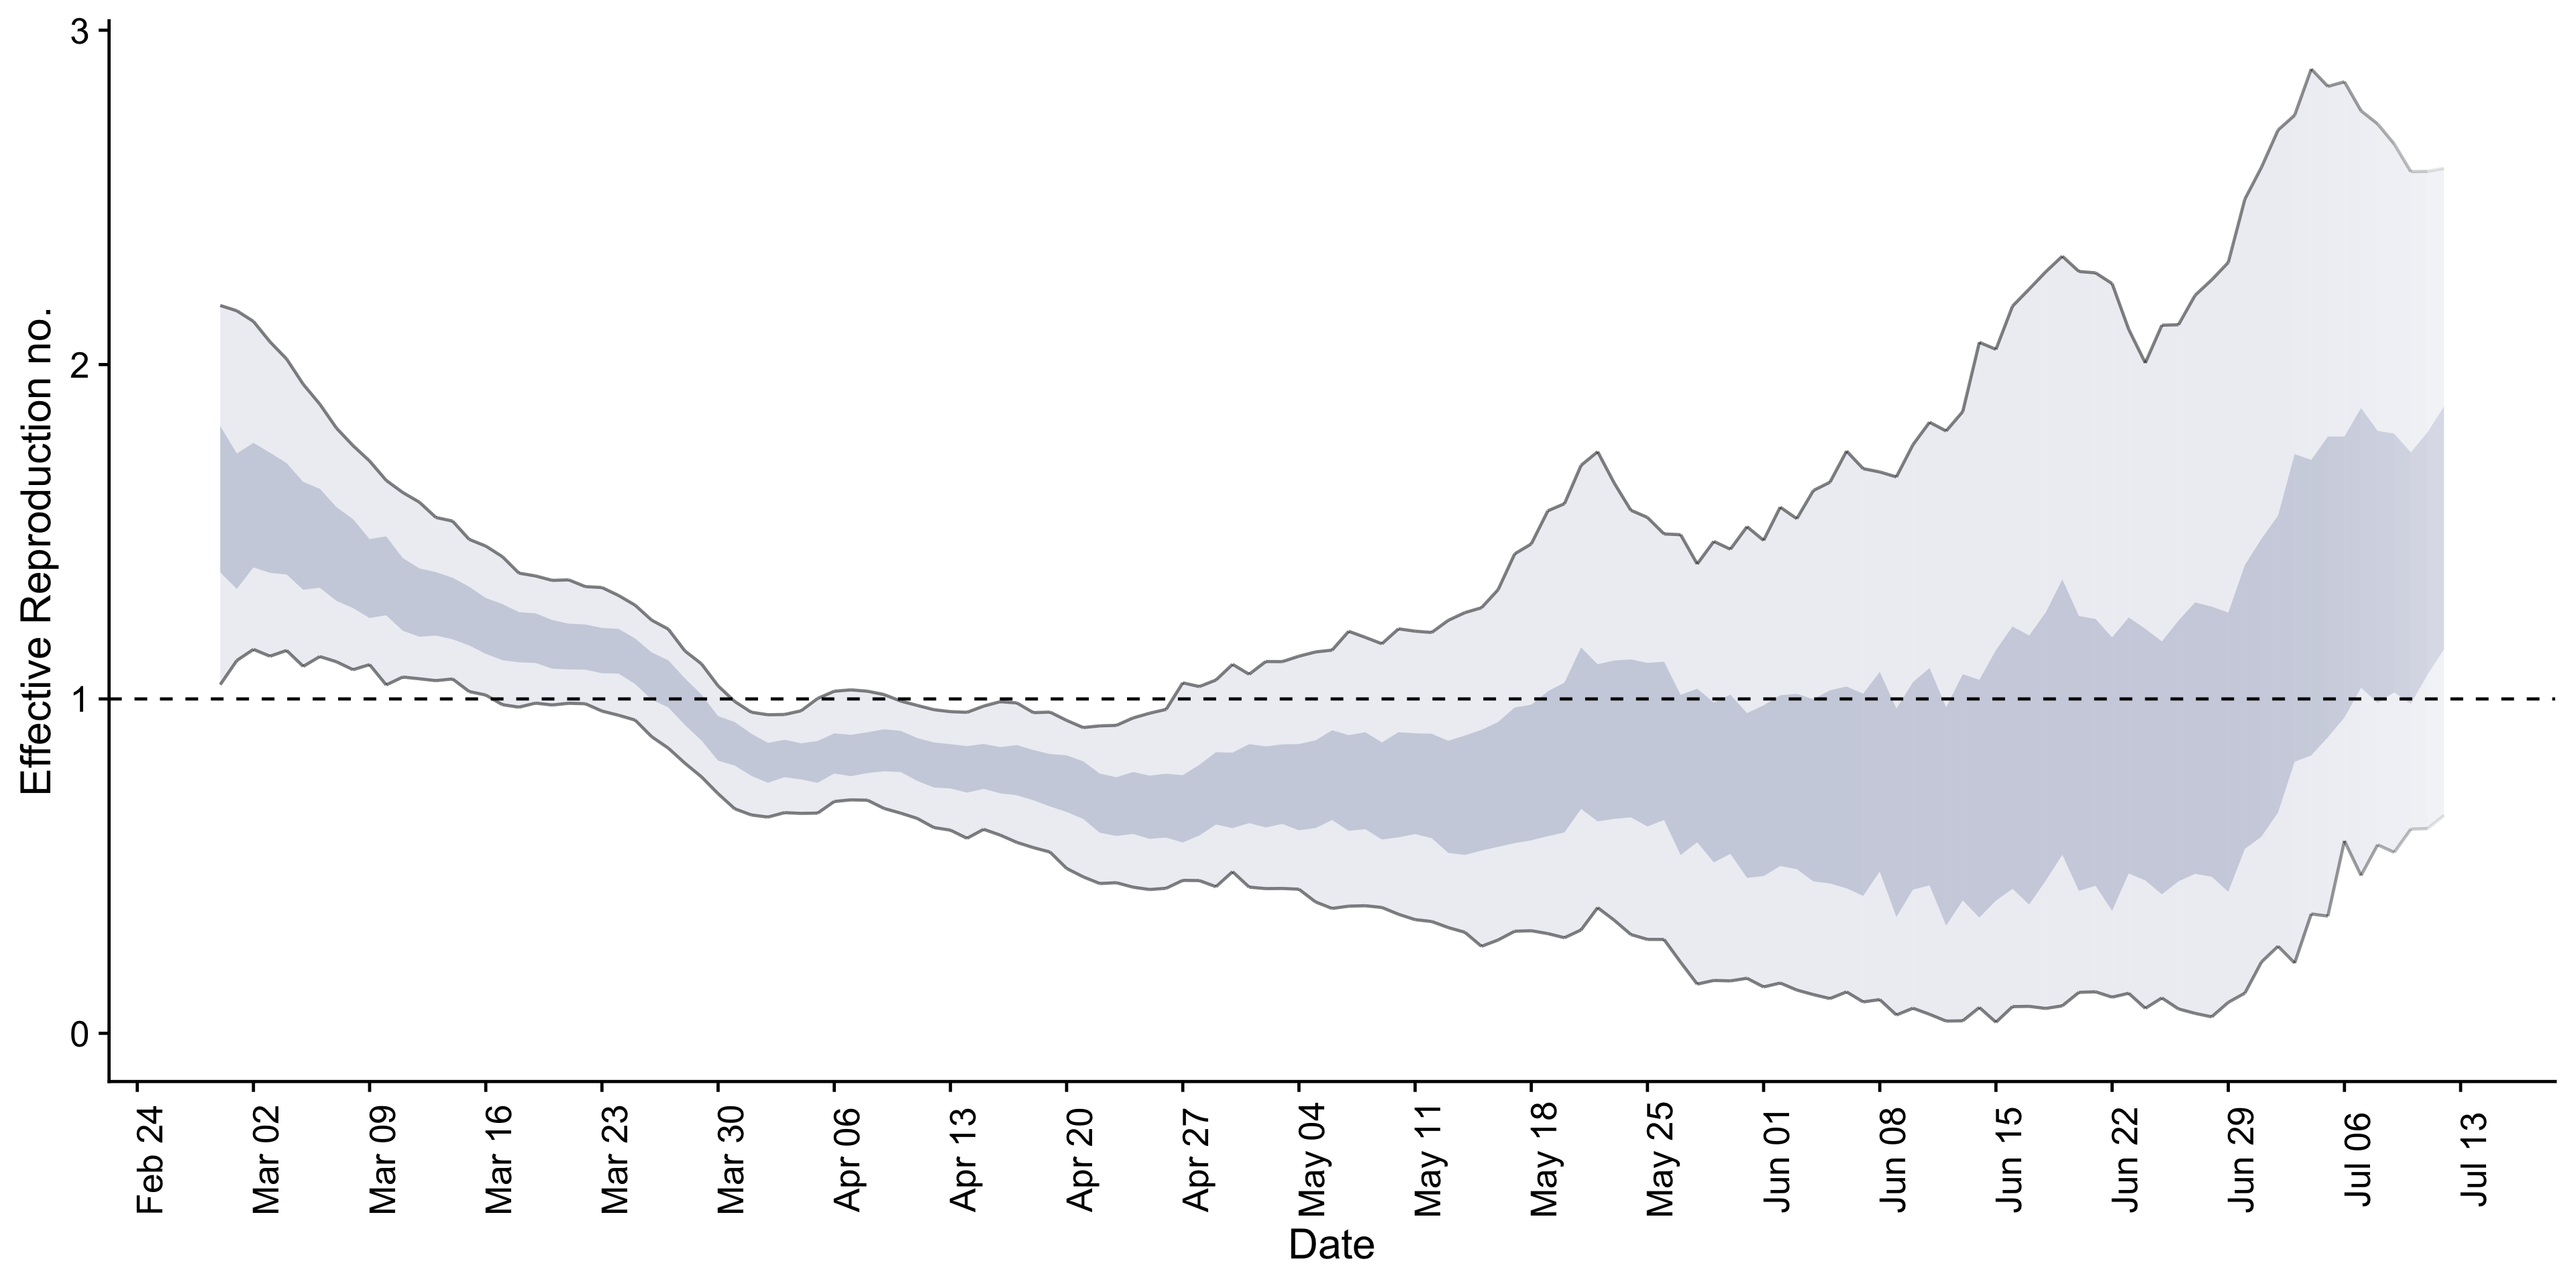 Effective Reproduction no.
3
2
1
0
Feb 24
Mar 02
Mar 09
Mar 16
Mar 23
Mar 30
Apr 06
Apr 13
Apr 20
Apr 27
May 04
May 11
May 18
May 25
Jun 01
Jun 08
Jun 15
Jun 22
Jun 29
Jul 06
Jul 13
Date